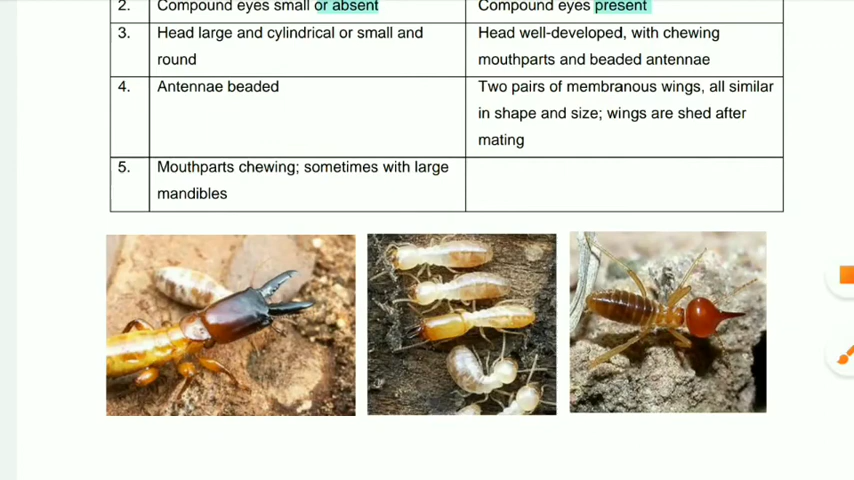 2. Compound eyes small or absent Compound eyes present
3. Head large and cylindrical or small and Head well-developed, with chewing
round mouthparts and beaded antennae
4. Antennae beaded Two pairs of membranous wings, all similar
in shape and size; wings are shed after
mating
5. Mouthparts chewing; sometimes with large
mandibles